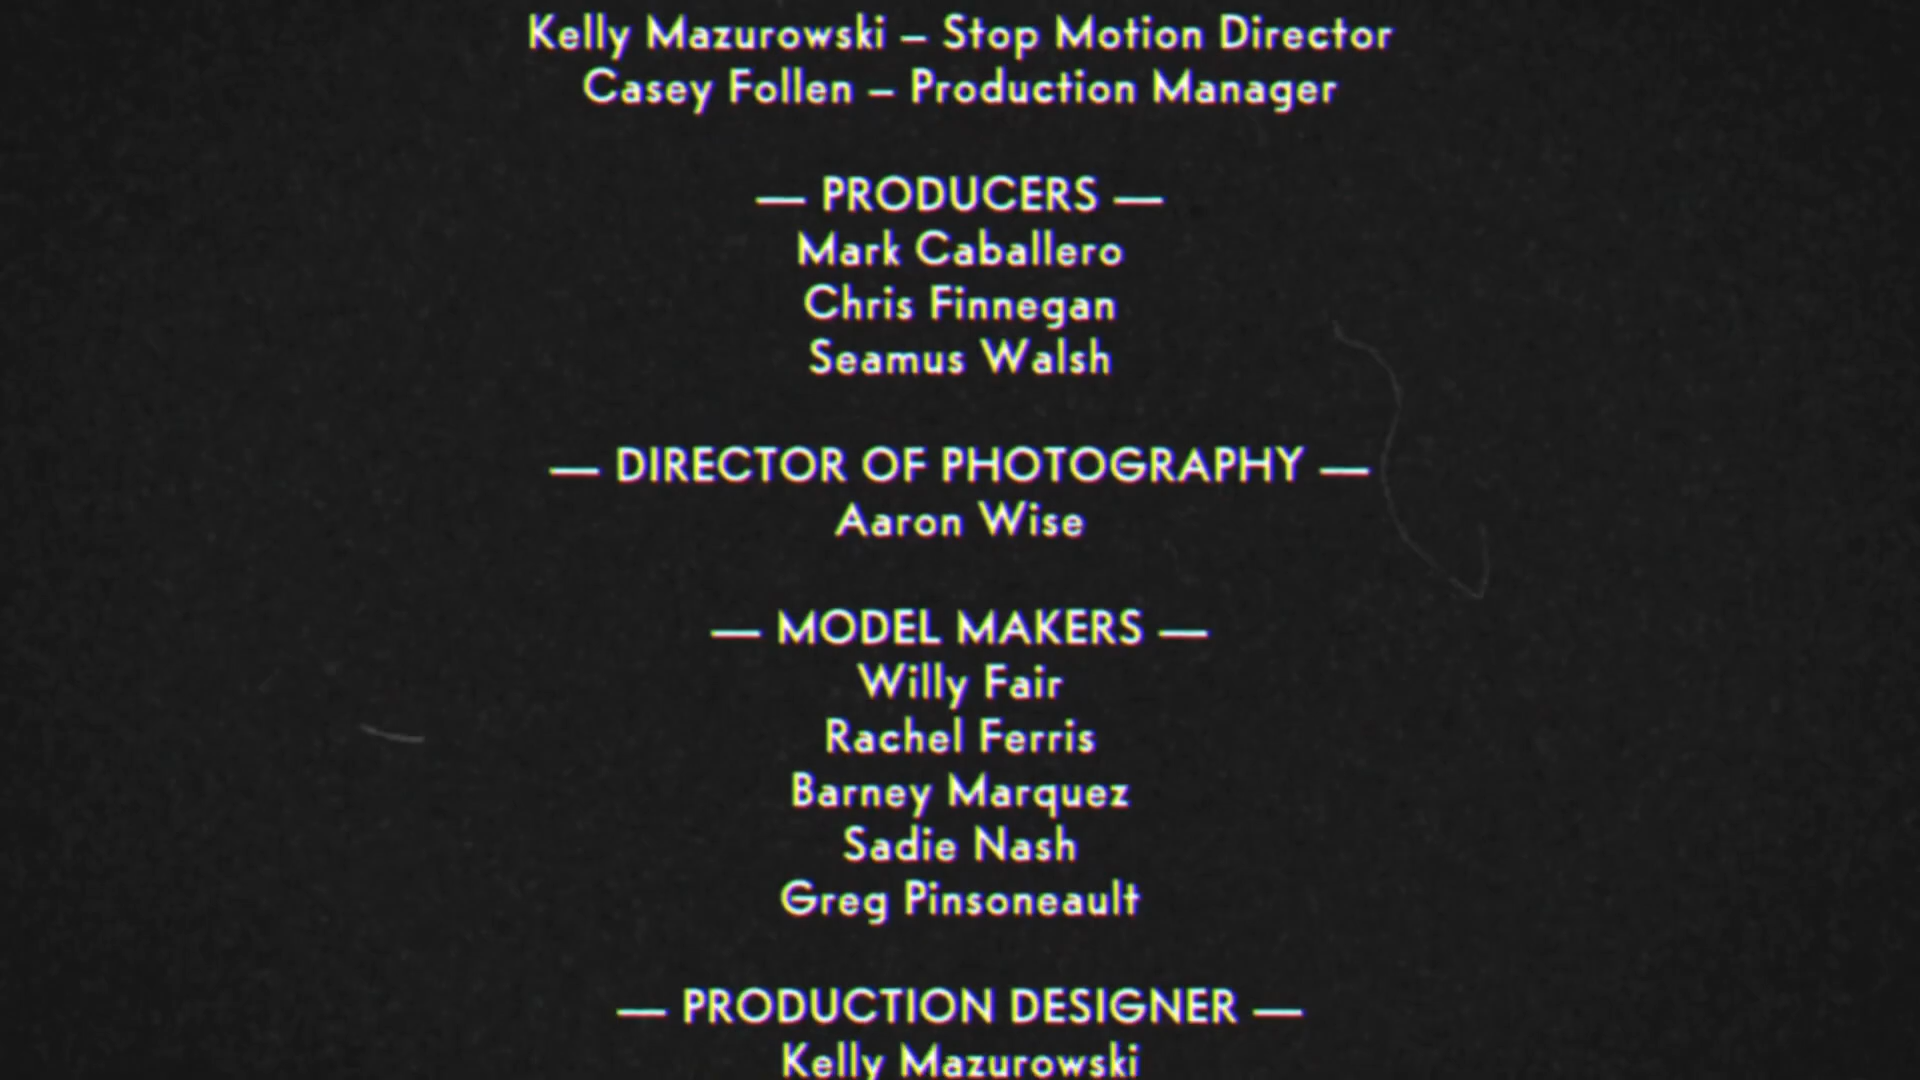 Kelly Mazurowski – Stop Motion Director
Casey Follen – Production Manager
— PRODUCERS —
Mark Caballero
Chris Finnegan
Seamus Walsh
— DIRECTOR OF PHOTOGRAPHY —
Aaron Wise
— MODEL MAKERS —
Willy Fair
Rachel Ferris
Barney Marquez
Sadie Nash
Greg Pinsoneault
— PRODUCTION DESIGNER —
Kelly Mazurowski